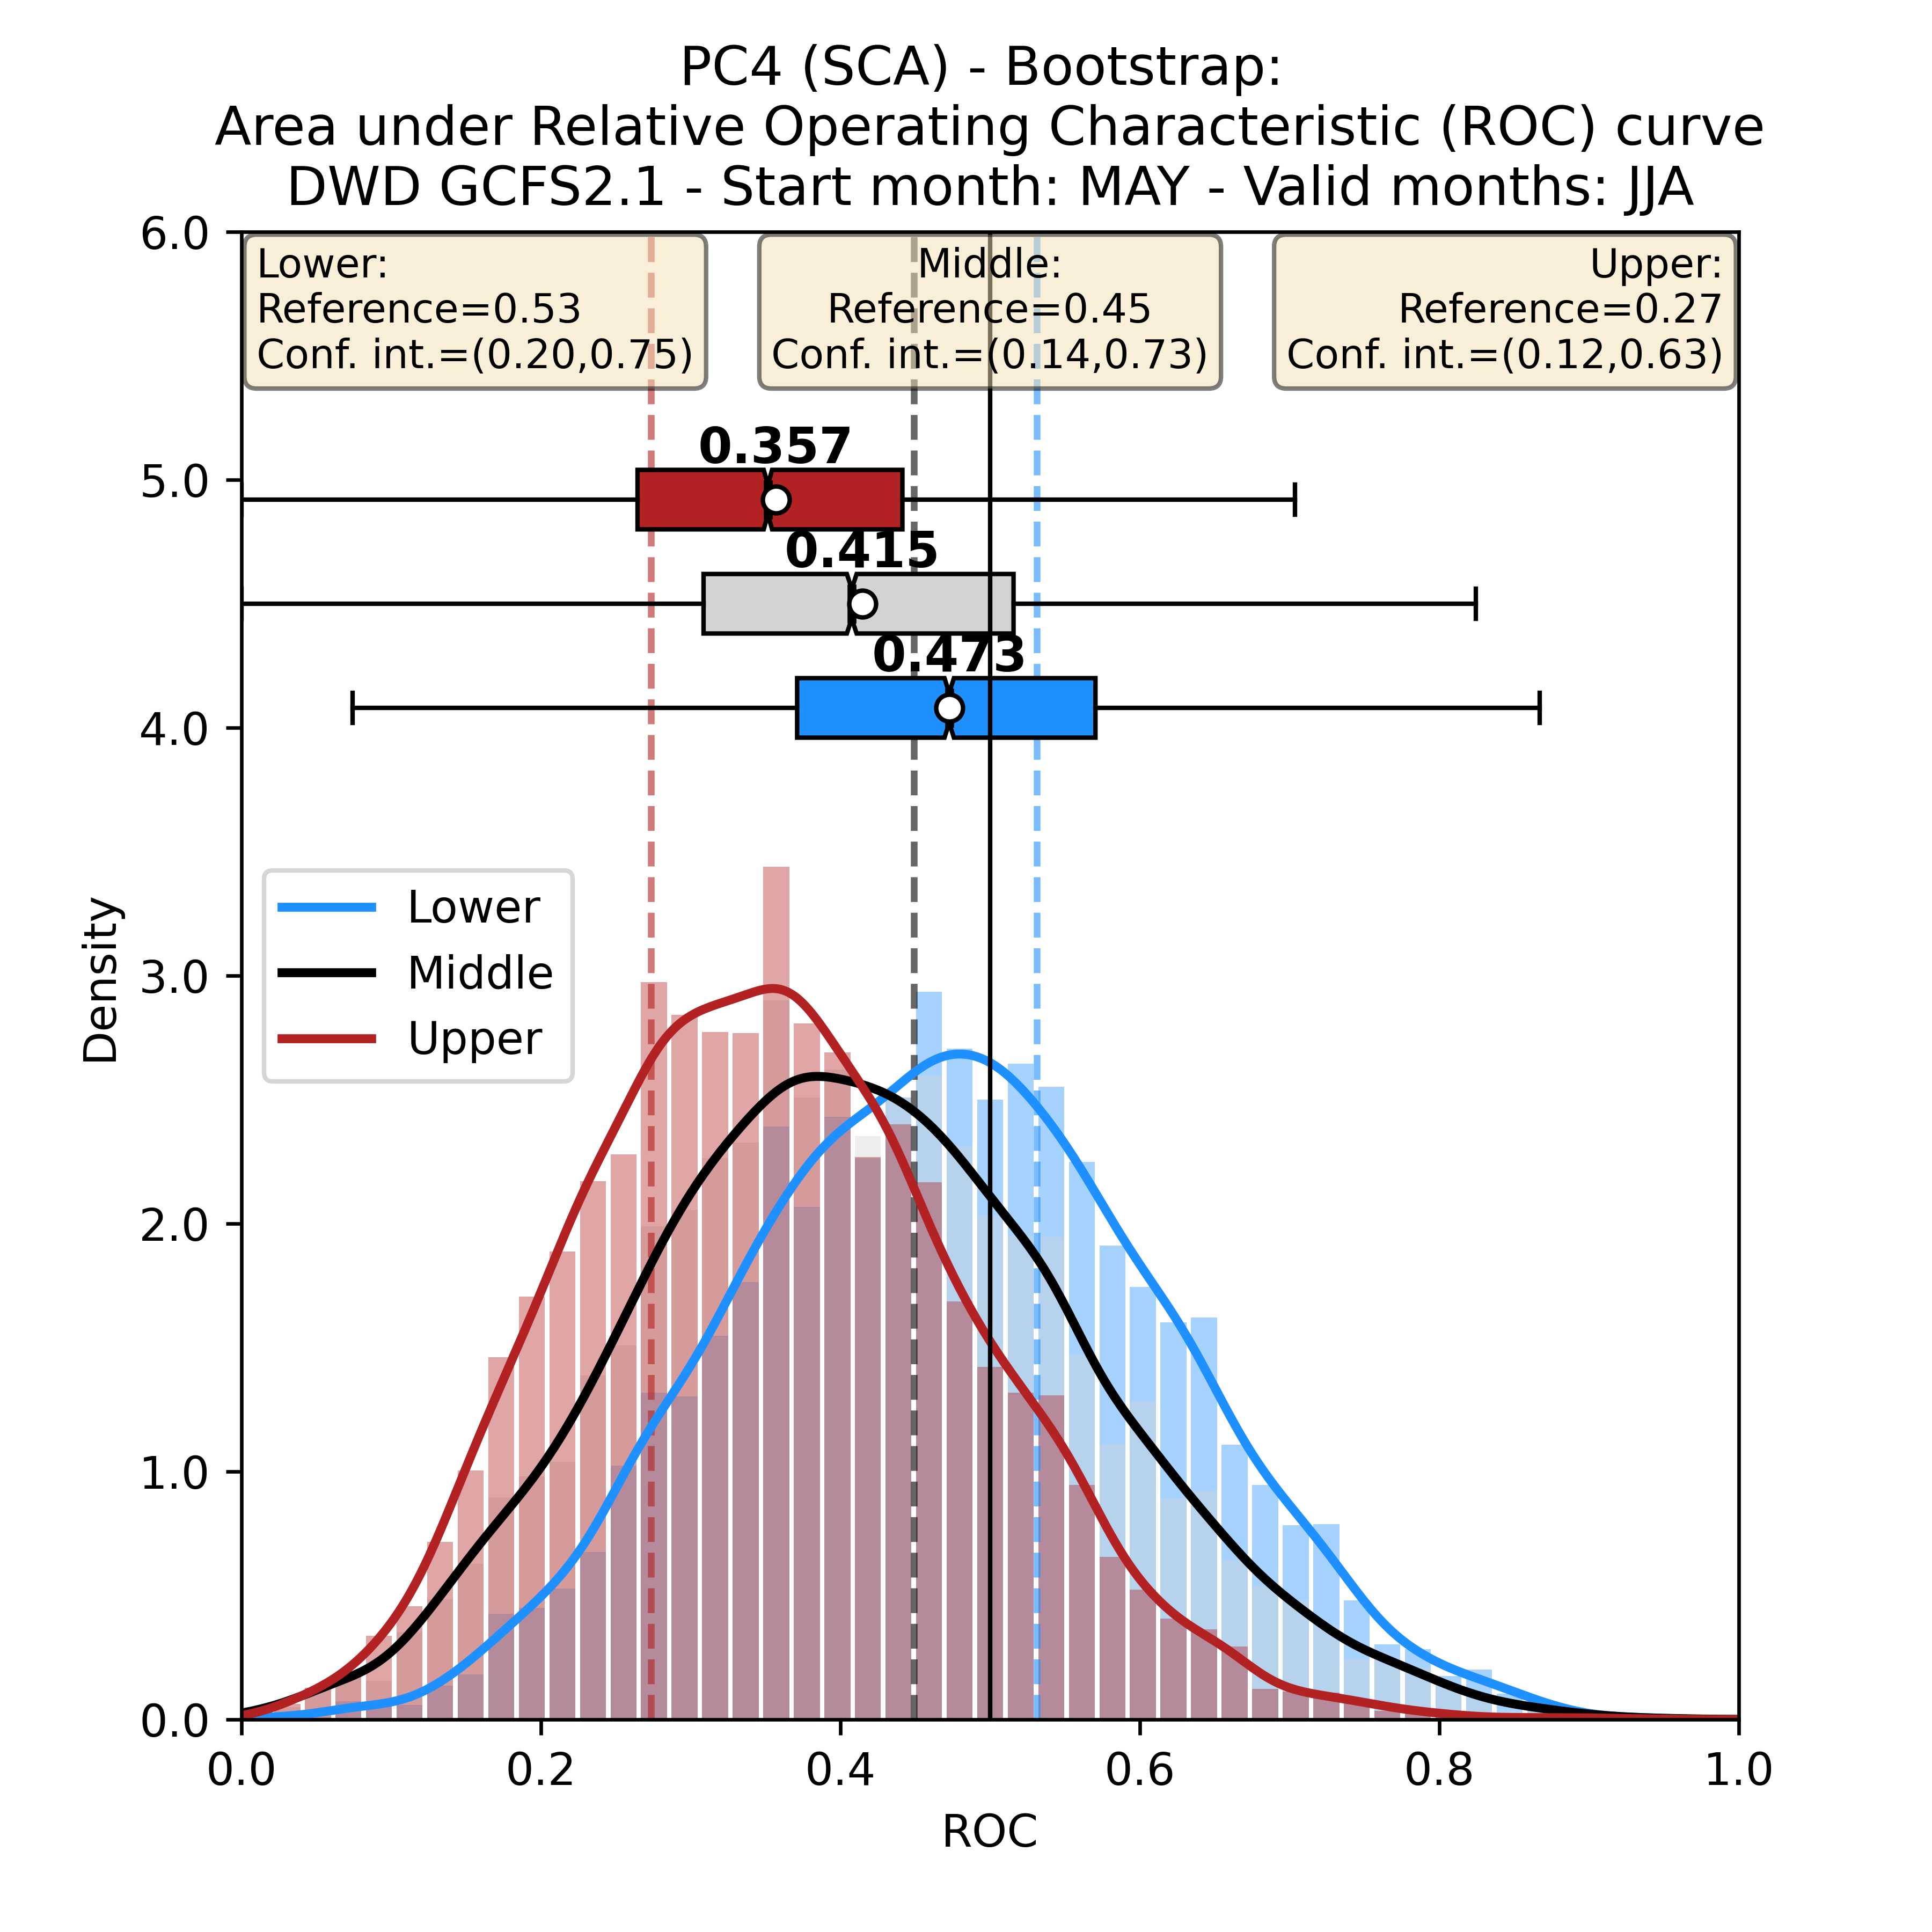 PC4 (SCA) - Bootstrap:
Area under Relative Operating Characteristic (ROC) curve
DWD GCFS2.1 - Start month: MAY - Valid months: JJA
6.0
Lower:
Reference=0.53
Conf. int.=(0.20,0.75)
Middle:
Reference=0.45
Conf. int.=(0.14,0.73)
Upper:
Reference=0.27
Conf. int.=(0.12,0.63)
0.357
5.0
0.415
0.473
4.0
Lower
Middle
Upper
3.0
Density
2.0
1.0
0.0
0.0 0.2 0.4 0.6 0.8 1.0
ROC